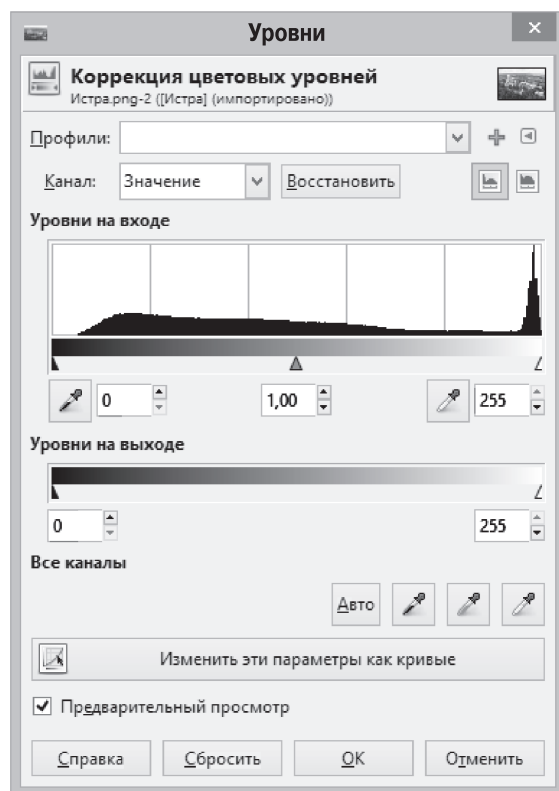 Уровни
Коррекция цветовых уровней
Истра.png-2 ([Истра] (импортировано))
Профили:
Канал: Значение Восстановить
Уровни на входе
0 1,00 255
Уровни на выходе
0 255
Все каналы
Авто
Изменить эти параметры как кривые
Предварительный просмотр
Справка Сбросить OK Отменить